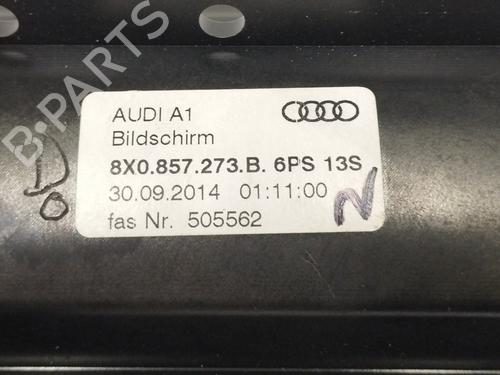 AUDI A1
Bildschirm
8X0.857.273.B. 6PS 13S
30.09.2014 01:11:00
fas Nr. 505562
N
D
o
B-PARTS